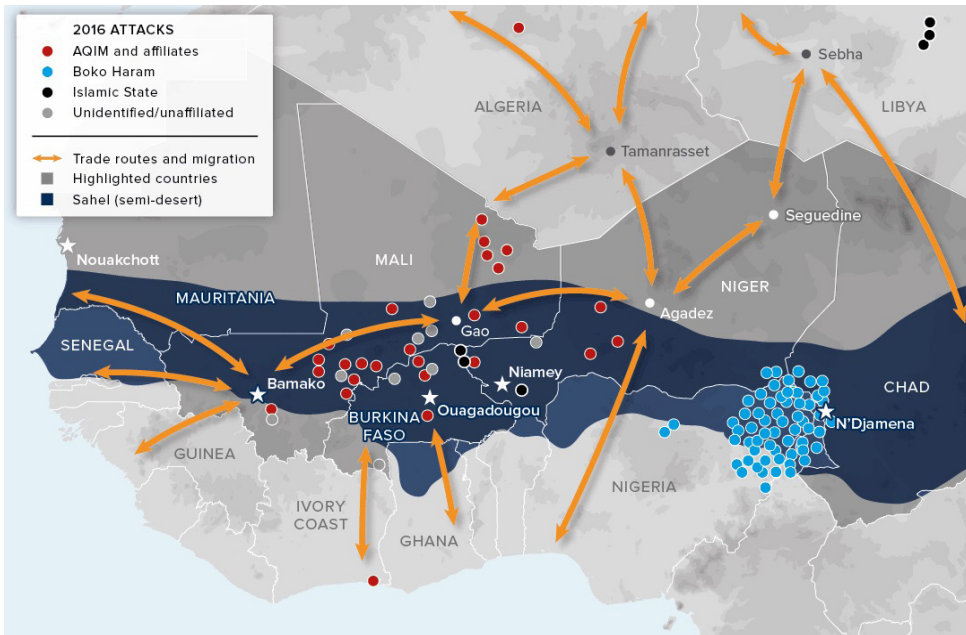 2016 ATTACKS
AQIM and affiliates
Boko Haram
Islamic State
Unidentified/unaffiliated
Trade routes and migration
Highlighted countries
Sahel (semi-desert)
Sebha
ALGERIA
LIBYA
Tamanrasset
Seguedine
Nouakchott
MALI
NIGER
MAURITANIA
Agadez
Gao
SENEGAL
Bamako
Niamey
CHAD
Ouagadougou
BURKINA
FASO
N'Djamena
GUINEA
NIGERIA
IVORY
COAST
GHANA